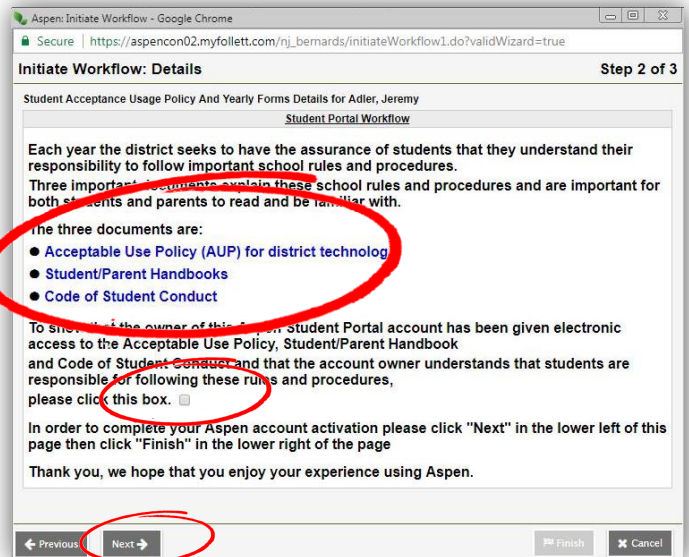 Aspen: Initiate Workflow - Google Chrome
Secure | https://aspencon02.myfollett.com/nj_bernards/initiateWorkflow1.do?validWizard=true
Initiate Workflow: Details Step 2 of 3
Student Acceptance Usage Policy And Yearly Forms Details for Adler, Jeremy
Student Portal Workflow
Each year the district seeks to have the assurance of students that they understand their
responsibility to follow important school rules and procedures.
Three important documents explain these school rules and procedures and are important for
both students and parents to read and be familiar with.
The three documents are:
● Acceptable Use Policy (AUP) for district technolog
● Student/Parent Handbooks
● Code of Student Conduct
To show that the owner of this Aspen Student Portal account has been given electronic
access to the Acceptable Use Policy, Student/Parent Handbook
and Code of Student Conduct and that the account owner understands that students are
responsible for following these rules and procedures,
please click this box.
In order to complete your Aspen account activation please click "Next" in the lower left of this
page then click "Finish" in the lower right of the page
Thank you, we hope that you enjoy your experience using Aspen.
Previous Next Finish Cancel